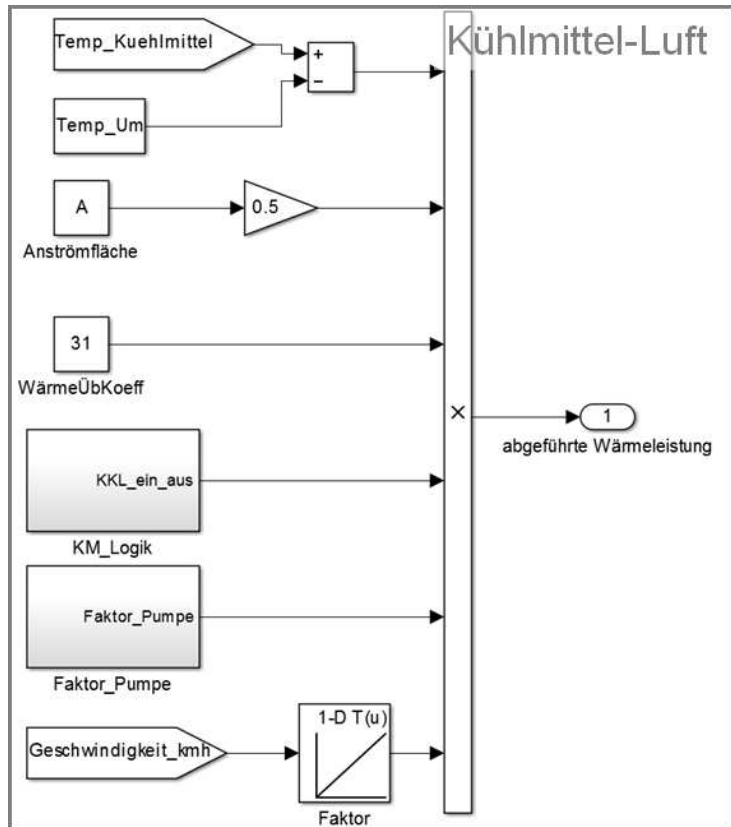 Kühlmittel-Luft
Temp_Kuehlmittel
+
−
Temp_Um
A
0.5
Anströmfläche
31
WärmeÜbKoeff
×
1
abgeführte Wärmeleistung
KKL_ein_aus
KM_Logik
Faktor_Pumpe
Faktor_Pumpe
1-D T(u)
Geschwindigkeit_kmh
Faktor